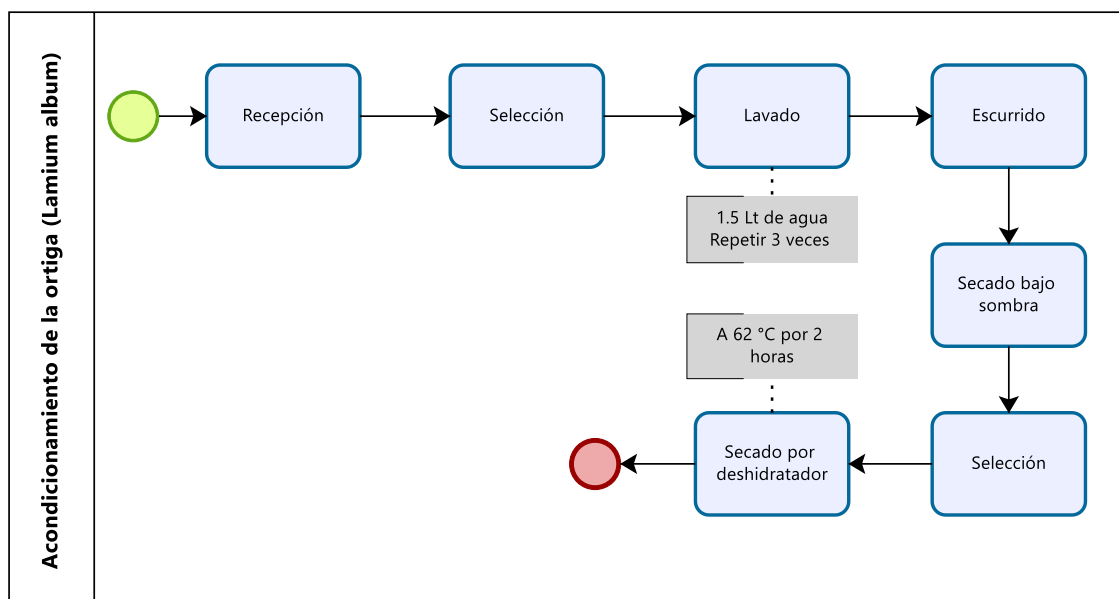 Acondicionamiento de la ortiga (Lamium album)
Recepción
Selección
Lavado
Escurrido
1.5 Lt de agua
Repetir 3 veces
Secado bajo
sombra
Selección
A 62 °C por 2
horas
Secado por
deshidratador